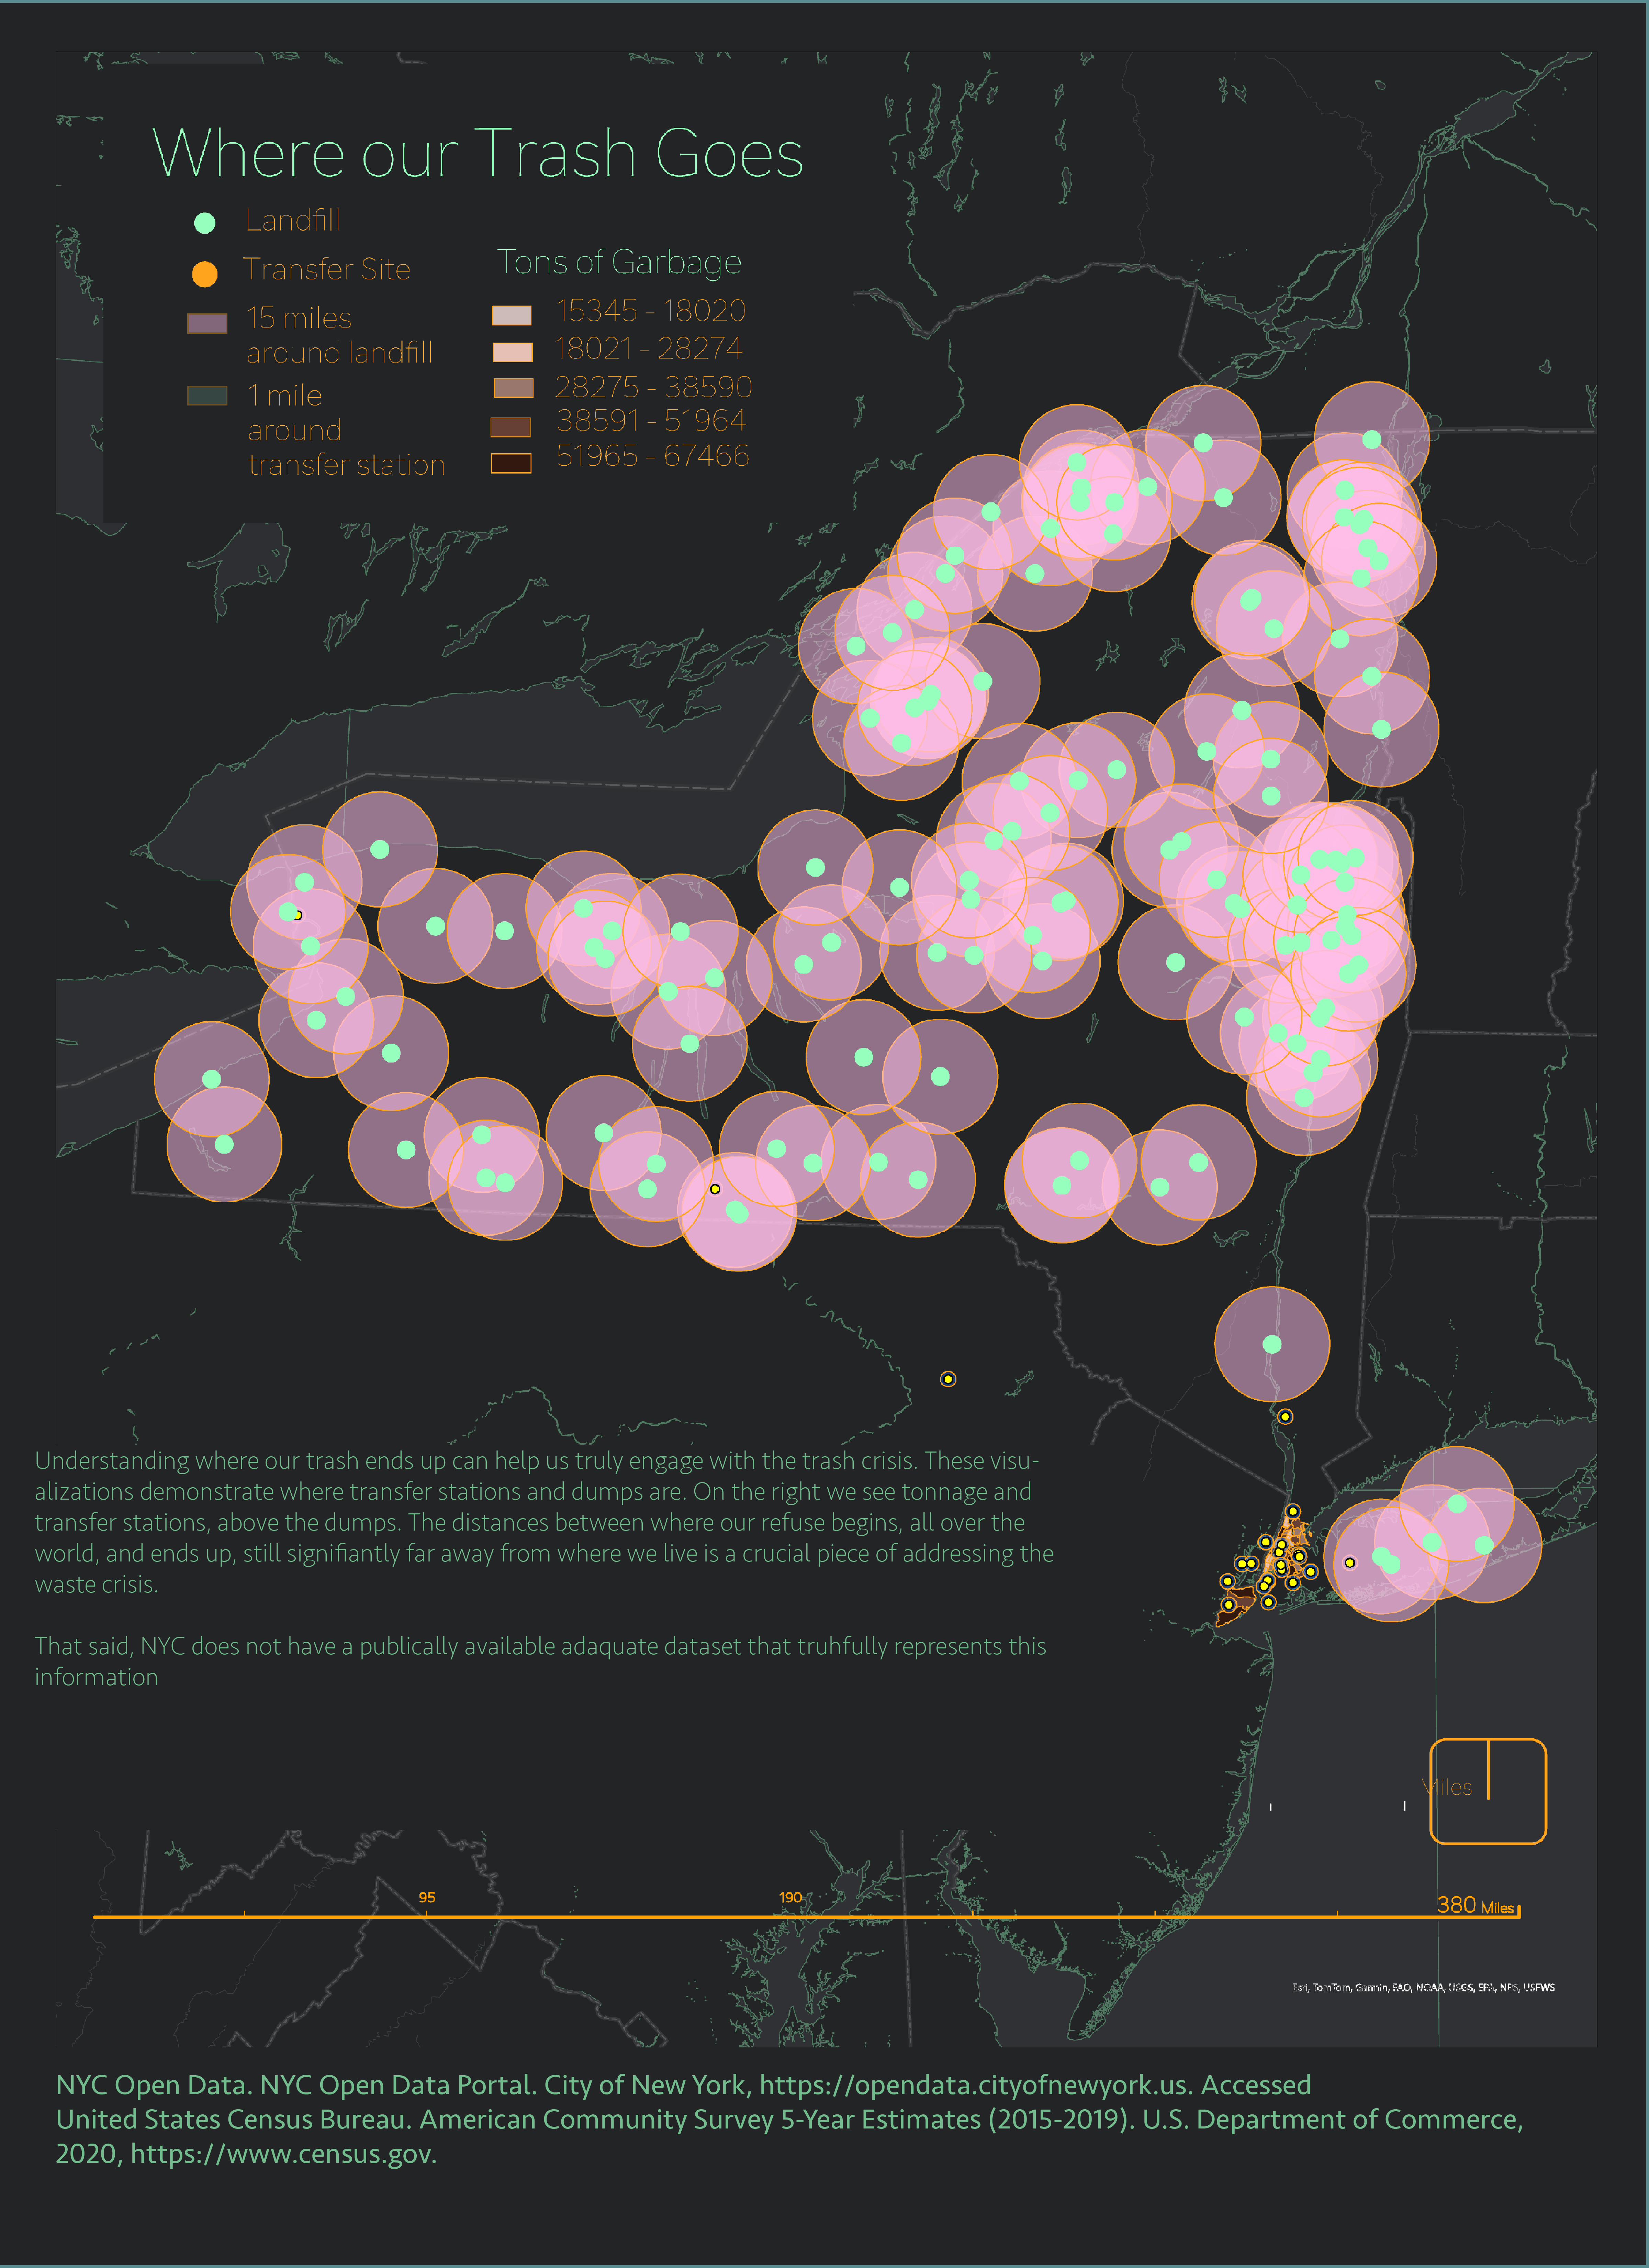 Where our Trash Goes
Landfill
Transfer Site
15 miles
around landfill
1 mile
around
transfer station
Tons of Garbage
15345 - 18020
18021 - 28274
28275 - 38590
38591 - 51964
51965 - 67466
Understanding where our trash ends up can help us truly engage with the trash crisis. These visu-
alizations demonstrate where transfer stations and dumps are. On the right we see tonnage and
transfer stations, above the dumps. The distances between where our refuse begins, all over the
world, and ends up, still signifiantly far away from where we live is a crucial piece of addressing the
waste crisis.
That said, NYC does not have a publically available adaquate dataset that truhfully represents this
information
Miles
95
190
380 Miles
Esri, TomTom, Garmin, FAO, NOAA, USGS, EPA, NPS, USFWS
NYC Open Data. NYC Open Data Portal. City of New York, https://opendata.cityofnewyork.us. Accessed
United States Census Bureau. American Community Survey 5-Year Estimates (2015-2019). U.S. Department of Commerce,
2020, https://www.census.gov.